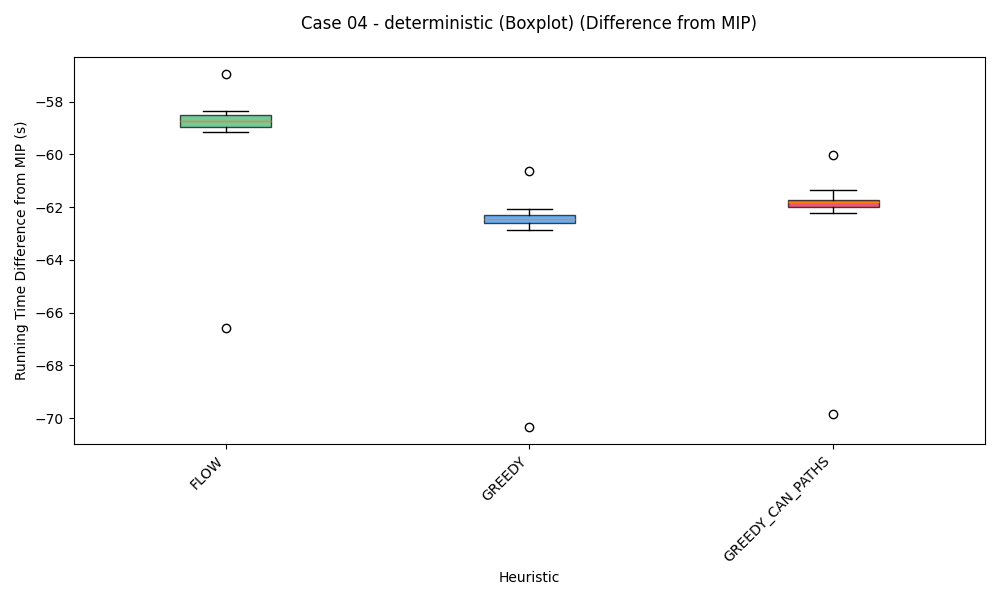 Case 04 - deterministic (Boxplot) (Difference from MIP)
Running Time Difference from MIP (s)
−58
−60
−62
−64
−66
−68
−70
FLOW
GREEDY
GREEDY_CAN_PATHS
Heuristic